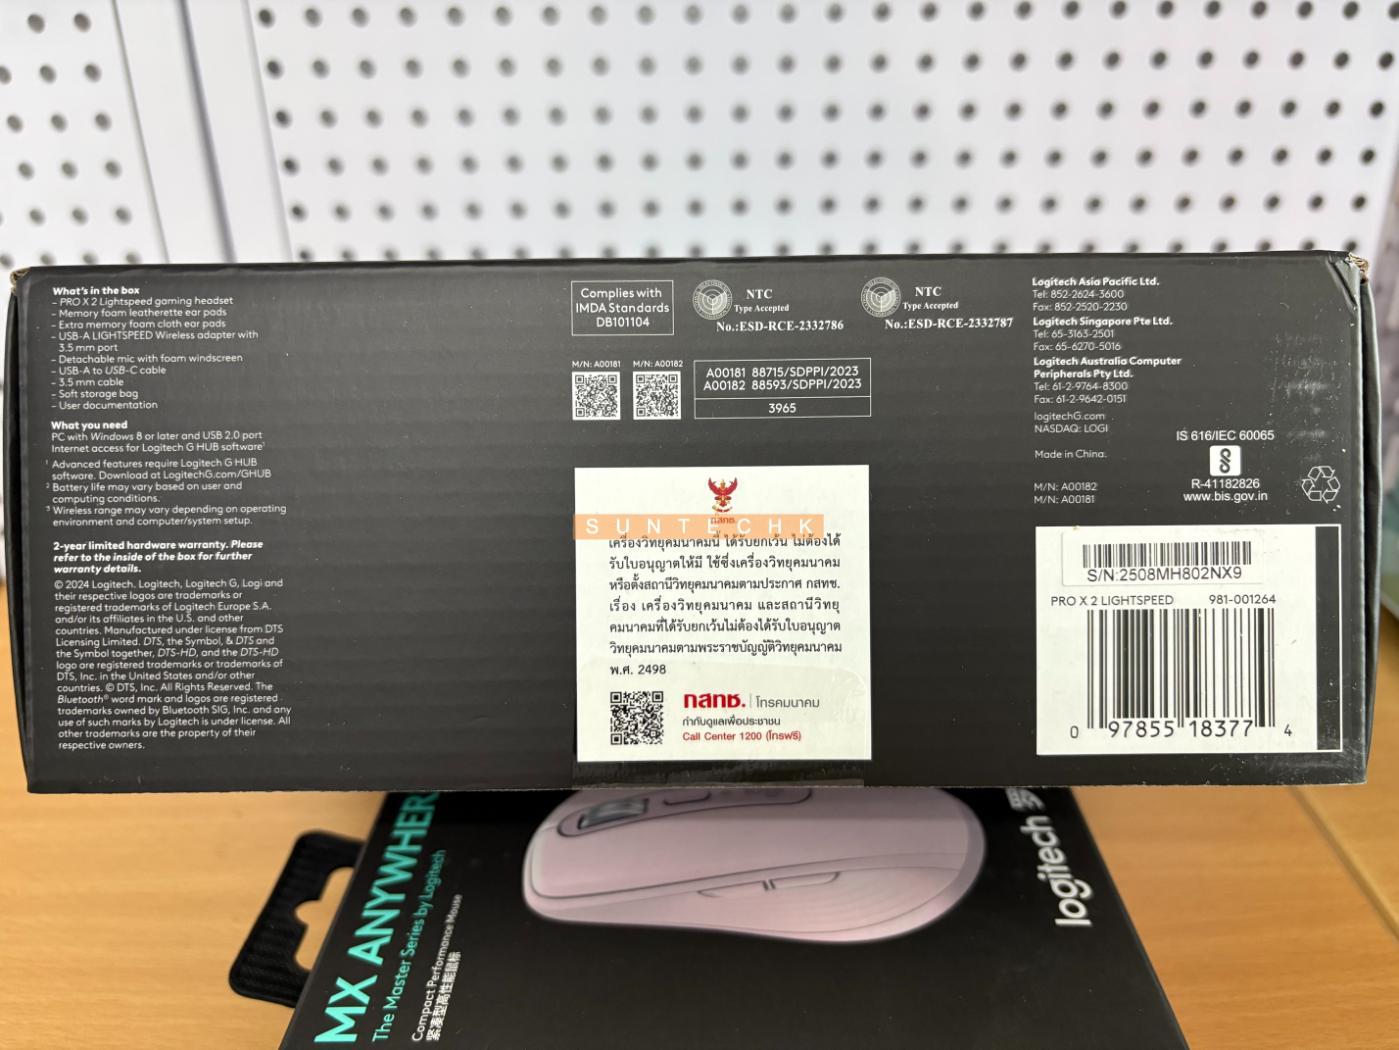 What's in the box
- PRO X 2 Lightspeed gaming headset
- Memory foam leatherette ear pads
- Extra memory foam cloth ear pads
- USB-A LIGHTSPEED Wireless adapter with
3.5 mm port
- Detachable mic with foam windscreen
- USB-A to USB-C cable
- 3.5 mm cable
- Soft storage bag
- User documentation
What you need
PC with Windows 8 or later and USB 2.0 port
Internet access for Logitech G HUB software¹
¹ Advanced features require Logitech G HUB
software. Download at LogitechG.com/GHUB
² Battery life may vary based on user and
computing conditions.
³ Wireless range may vary depending on operating
environment and computer/system setup.
2-year limited hardware warranty. Please
refer to the inside of the box for further
warranty details.
© 2024 Logitech. Logitech, Logitech G, Logi and
their respective logos are trademarks or
registered trademarks of Logitech Europe S.A.
and/or its affiliates in the U.S. and other
countries. Manufactured under license from DTS
Licensing Limited. DTS, the Symbol, & DTS and
the Symbol together, DTS-HD, and the DTS-HD
logo are registered trademarks or trademarks of
DTS, Inc. in the United States and/or other
countries. © DTS, Inc. All Rights Reserved. The
Bluetooth® word mark and logos are registered
trademarks owned by Bluetooth SIG, Inc. and any
use of such marks by Logitech is under license. All
other trademarks are the property of their
respective owners.
Complies with
IMDA Standards
DB101104
NTC
Type Accepted
No.:ESD-RCE-2332786
NTC
Type Accepted
No.:ESD-RCE-2332787
M/N: A00181
M/N: A00182
A00181 88715/SDPPI/2023
A00182 88593/SDPPI/2023
3965
กสทช.
SUNTECHK
เครื่องวิทยุคมนาคมนี้ ได้รับยกเว้น ไม่ต้องได้
รับใบอนุญาตให้มี ใช้ซึ่งเครื่องวิทยุคมนาคม
หรือตั้งสถานีวิทยุคมนาคมตามประกาศ กสทช.
เรื่อง เครื่องวิทยุคมนาคม และสถานีวิทยุ
คมนาคมที่ได้รับยกเว้นไม่ต้องได้รับใบอนุญาต
วิทยุคมนาคมตามพระราชบัญญัติวิทยุคมนาคม
พ.ศ. 2498
กสทช. | โทรคมนาคม
กำกับดูแลเพื่อประชาชน
Call Center 1200 (โทรฟรี)
Logitech Asia Pacific Ltd.
Tel: 852-2624-3600
Fax: 852-2520-2230
Logitech Singapore Pte Ltd.
Tel: 65-3163-2501
Fax: 65-6270-5016
Logitech Australia Computer
Peripherals Pty Ltd.
Tel: 61-2-9764-8300
Fax: 61-2-9642-0151
logitechG.com
NASDAQ: LOGI
Made in China.
M/N: A00182
M/N: A00181
IS 616/IEC 60065
R-41182826
www.bis.gov.in
S/N:2508MH802NX9
PRO X 2 LIGHTSPEED 981-001264
0 97855 18377 4
MX ANYWHER
The Master Series by Logitech
Compact Performance Mouse
紧凑型高性能鼠标
logitech